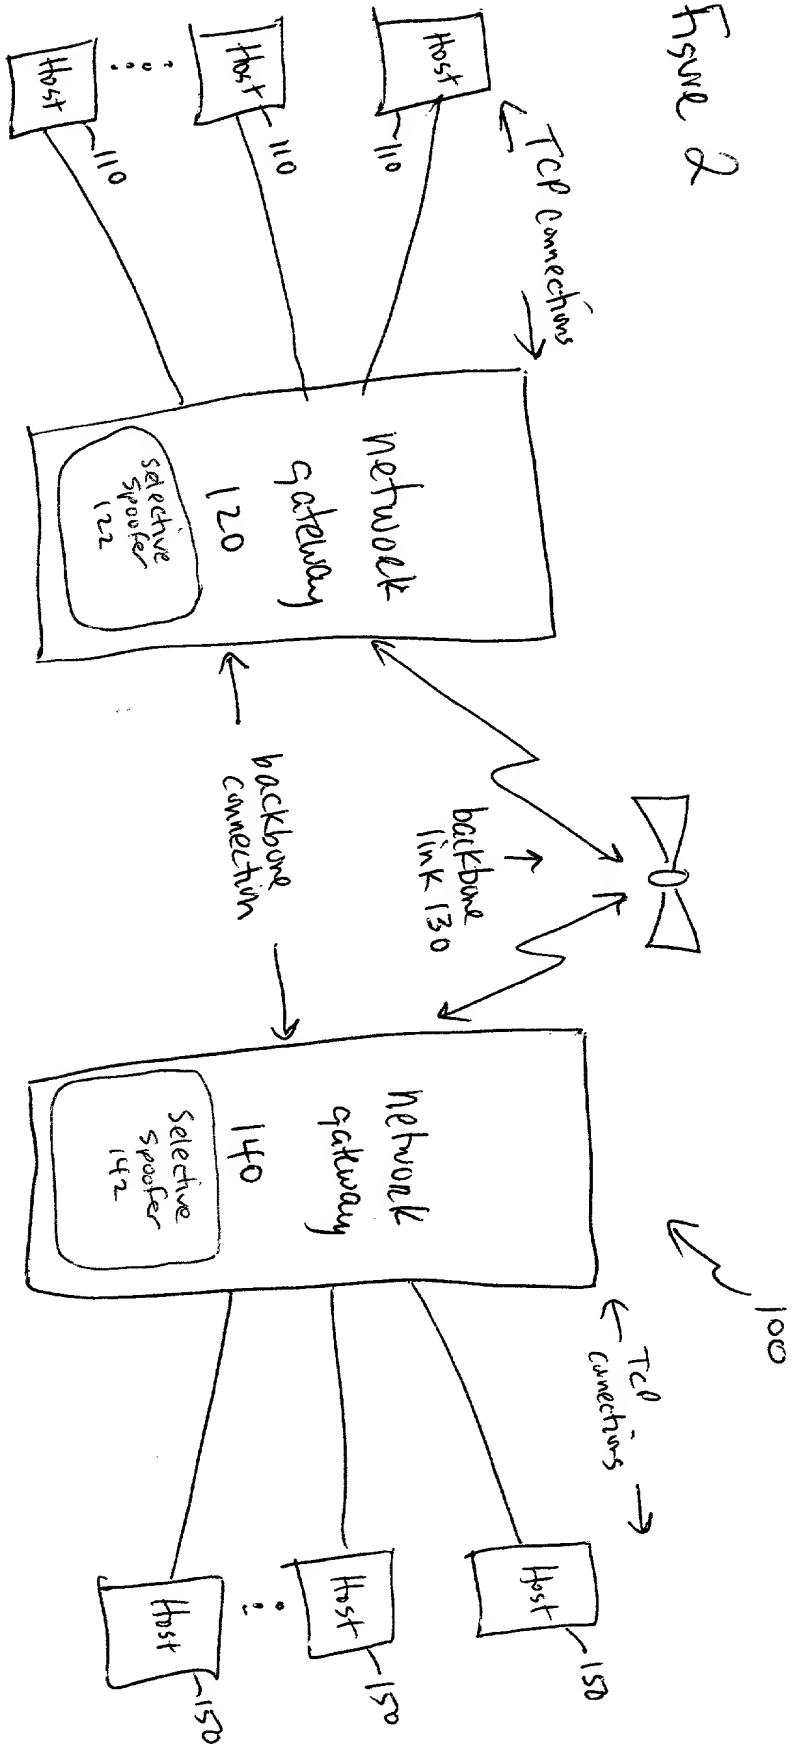 Figure 2
100
Host
110
Host
110
Host
110
TCP connections
network
gateway
120
selective
spoofer
122
backbone
link 130
backbone
connection
network
gateway
140
selective
spoofer
142
TCP
connections
Host
150
Host
150
Host
150